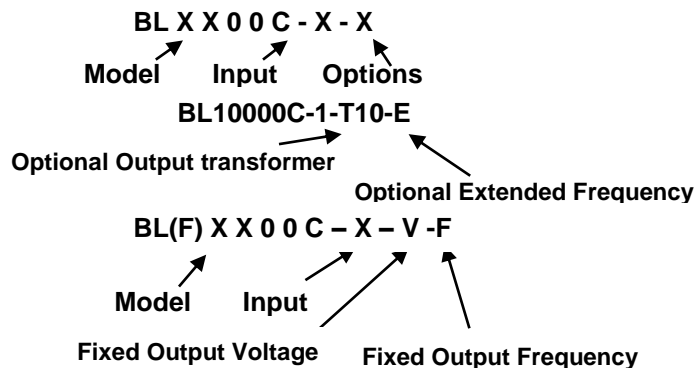 BL X X 0 0 C - X - X
Model Input Options
BL10000C-1-T10-E
Optional Output transformer
Optional Extended Frequency
BL(F) X X 0 0 C – X – V -F
Model Input
Fixed Output Voltage Fixed Output Frequency